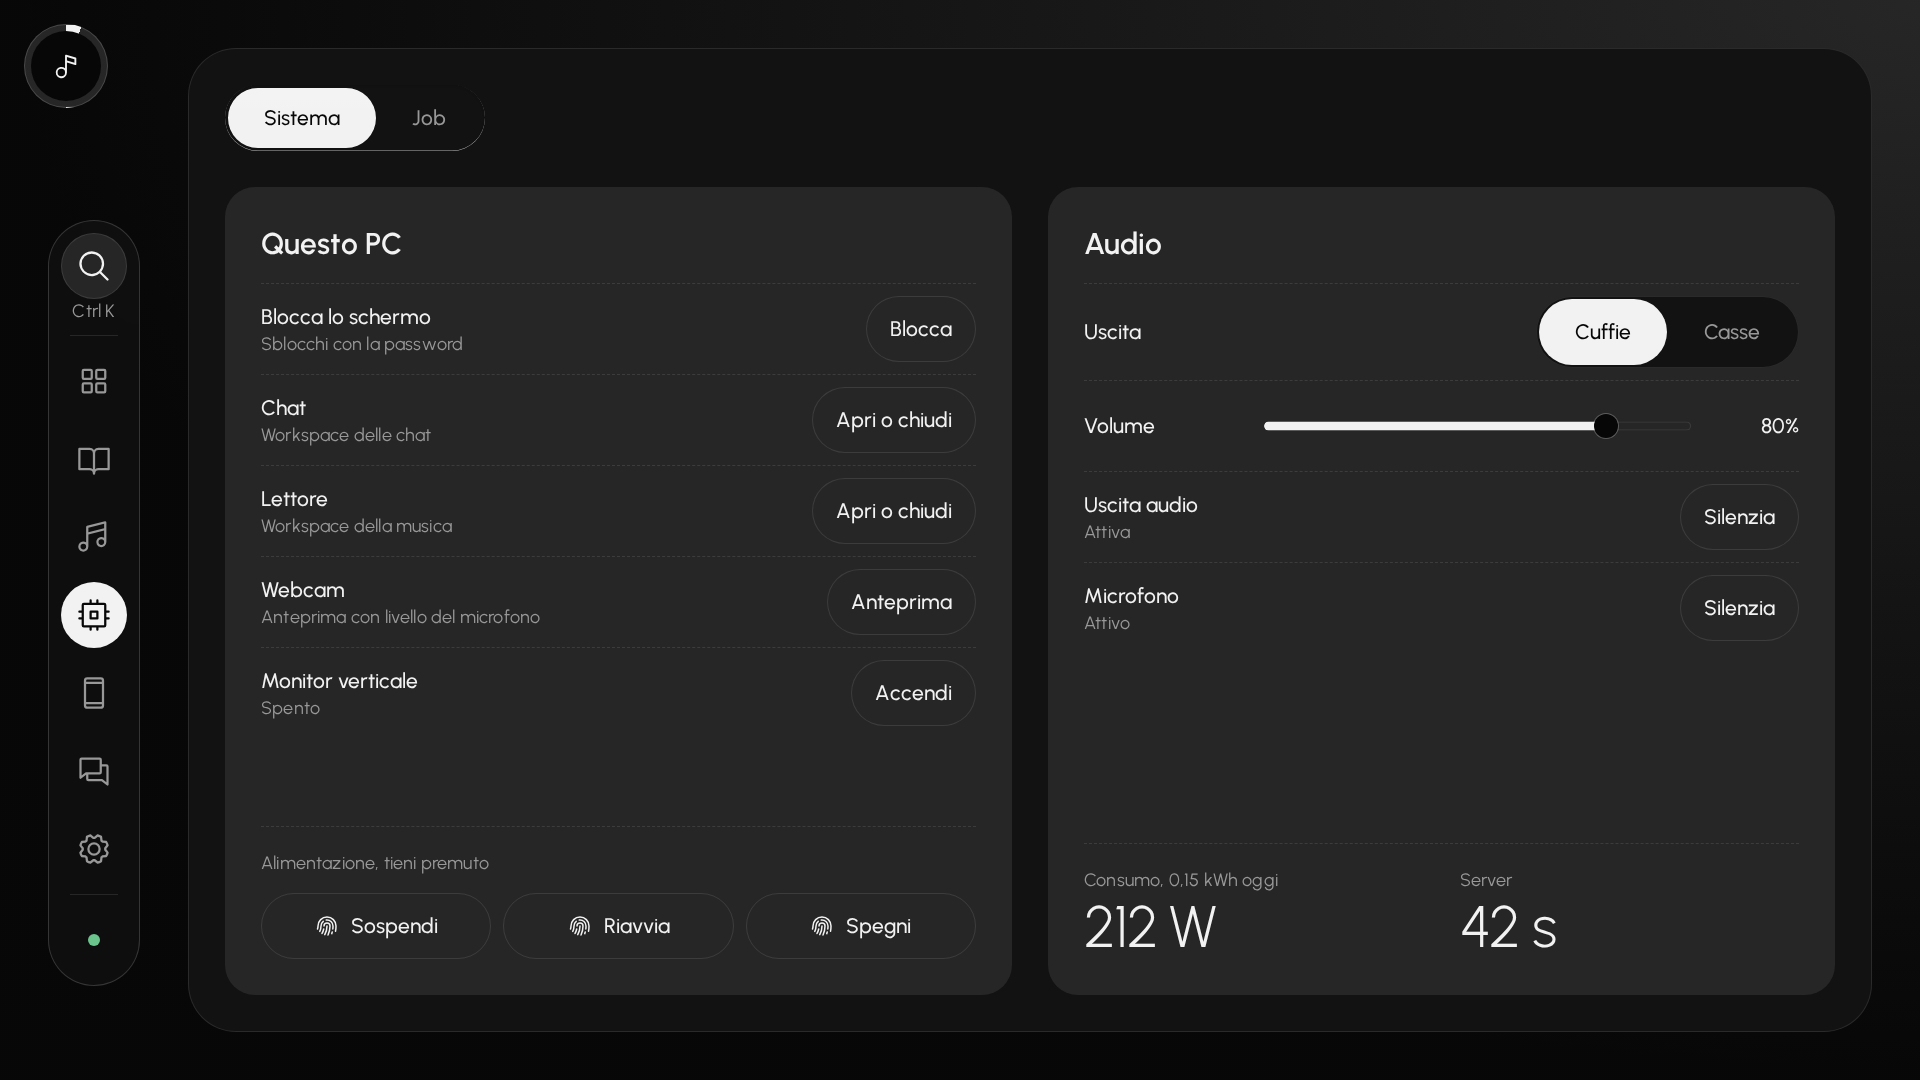 Sistema
Job
Ctrl K
Questo PC
Blocca lo schermo
Sblocchi con la password
Blocca
Chat
Workspace delle chat
Apri o chiudi
Lettore
Workspace della musica
Apri o chiudi
Webcam
Anteprima con livello del microfono
Anteprima
Monitor verticale
Spento
Accendi
Alimentazione, tieni premuto
Sospendi
Riavvia
Spegni
Audio
Uscita
Cuffie
Casse
Volume
80%
Uscita audio
Attiva
Silenzia
Microfono
Attivo
Silenzia
Consumo, 0,15 kWh oggi
212 W
Server
42 s